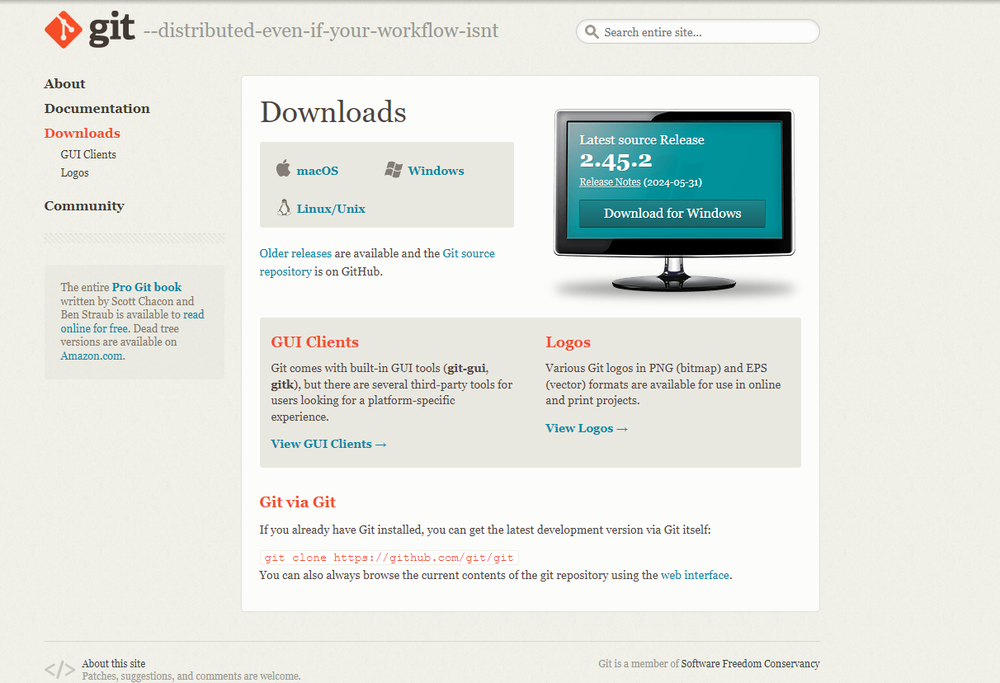 git --distributed-even-if-your-workflow-isnt
Search entire site...
About
Documentation
Downloads
GUI Clients
Logos
Community
The entire Pro Git book
written by Scott Chacon and
Ben Straub is available to read
online for free. Dead tree
versions are available on
Amazon.com.
Downloads
macOS
Windows
Linux/Unix
Older releases are available and the Git source
repository is on GitHub.
Latest source Release
2.45.2
Release Notes (2024-05-31)
Download for Windows
GUI Clients
Git comes with built-in GUI tools (git-gui,
gitk), but there are several third-party tools for
users looking for a platform-specific
experience.
View GUI Clients →
Logos
Various Git logos in PNG (bitmap) and EPS
(vector) formats are available for use in online
and print projects.
View Logos →
Git via Git
If you already have Git installed, you can get the latest development version via Git itself:
git clone https://github.com/git/git
You can also always browse the current contents of the git repository using the web interface.
</> About this site
Patches, suggestions, and comments are welcome.
Git is a member of Software Freedom Conservancy